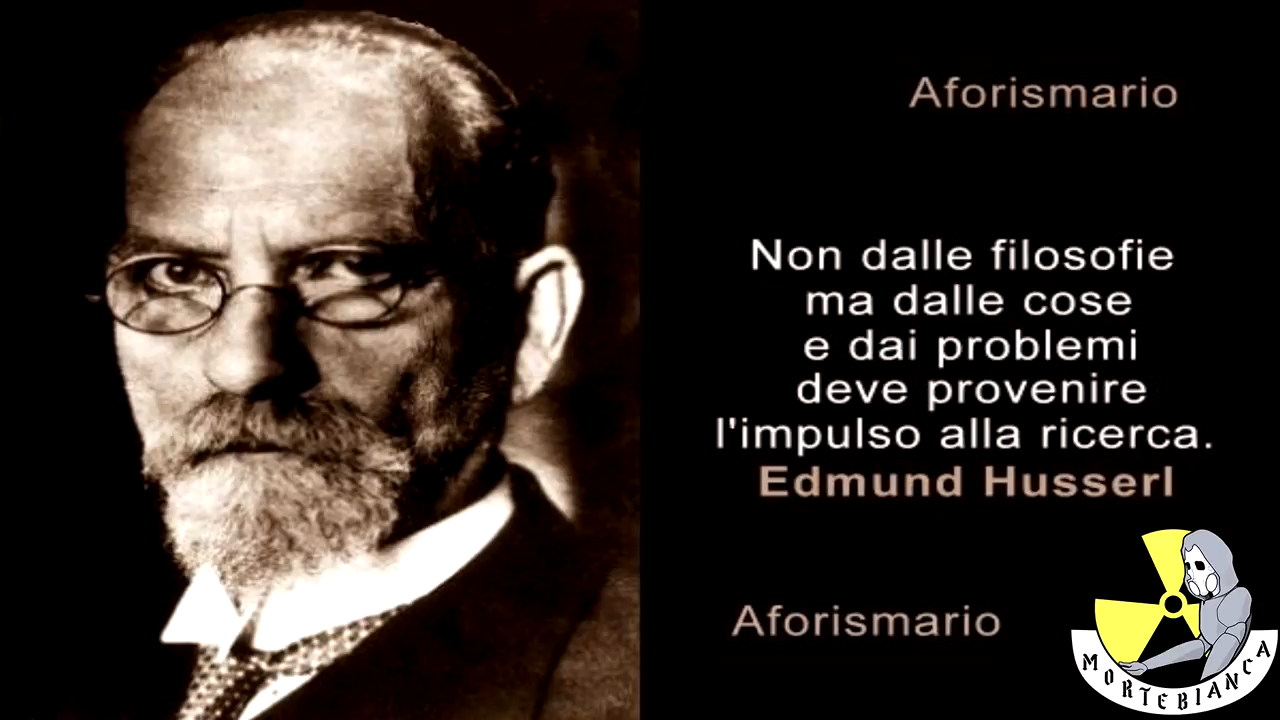 Aforismario
Non dalle filosofie
ma dalle cose
e dai problemi
deve provenire
l'impulso alla ricerca.
Edmund Husserl
Aforismario
MORTEBIANCA